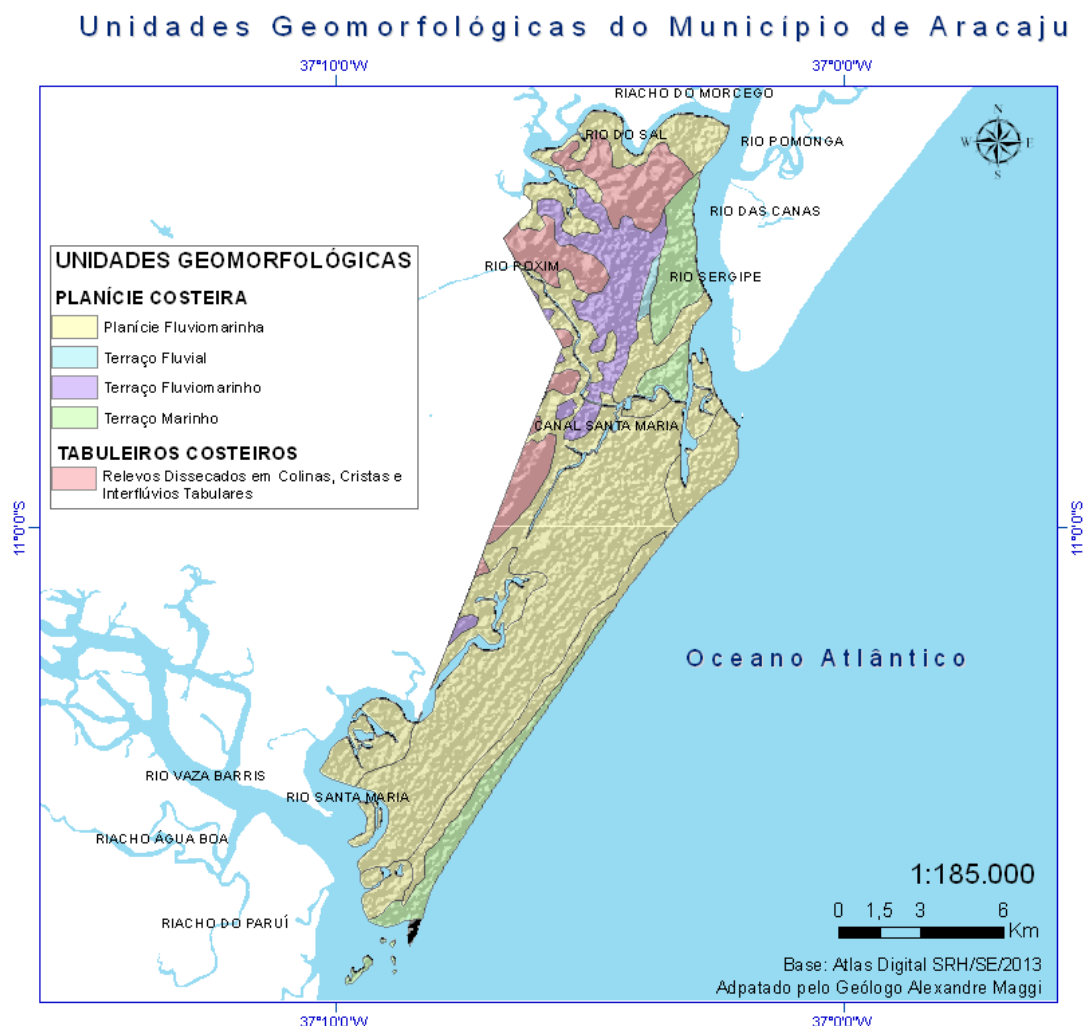 Unidades Geomorfológicas do Município de Aracaju
37°10'0"W
37°0'0"W
RIACHO DO MORCEGO
N
RIO DO SAL
RIO POMONGA
W
E
S
RIO DAS CANAS
UNIDADES GEOMORFOLÓGICAS
RIO POXIM
RIO SERGIPE
PLANÍCIE COSTEIRA
Planície Fluviomarinha
Terraço Fluvial
Terraço Fluviomarinho
Terraço Marinho
CANAL SANTA MARIA
TABULEIROS COSTEIROS
Relevos Dissecados em Colinas, Cristas e
Interflúvios Tabulares
11°0'0"S
11°0'0"S
Oceano Atlântico
RIO VAZA BARRIS
RIO SANTA MARIA
RIACHO ÁGUA BOA
1:185.000
RIACHO DO PARUÍ
0 1,5 3 6
Km
Base: Atlas Digital SRH/SE/2013
Adpatado pelo Geólogo Alexandre Maggi
37°10'0"W
37°0'0"W